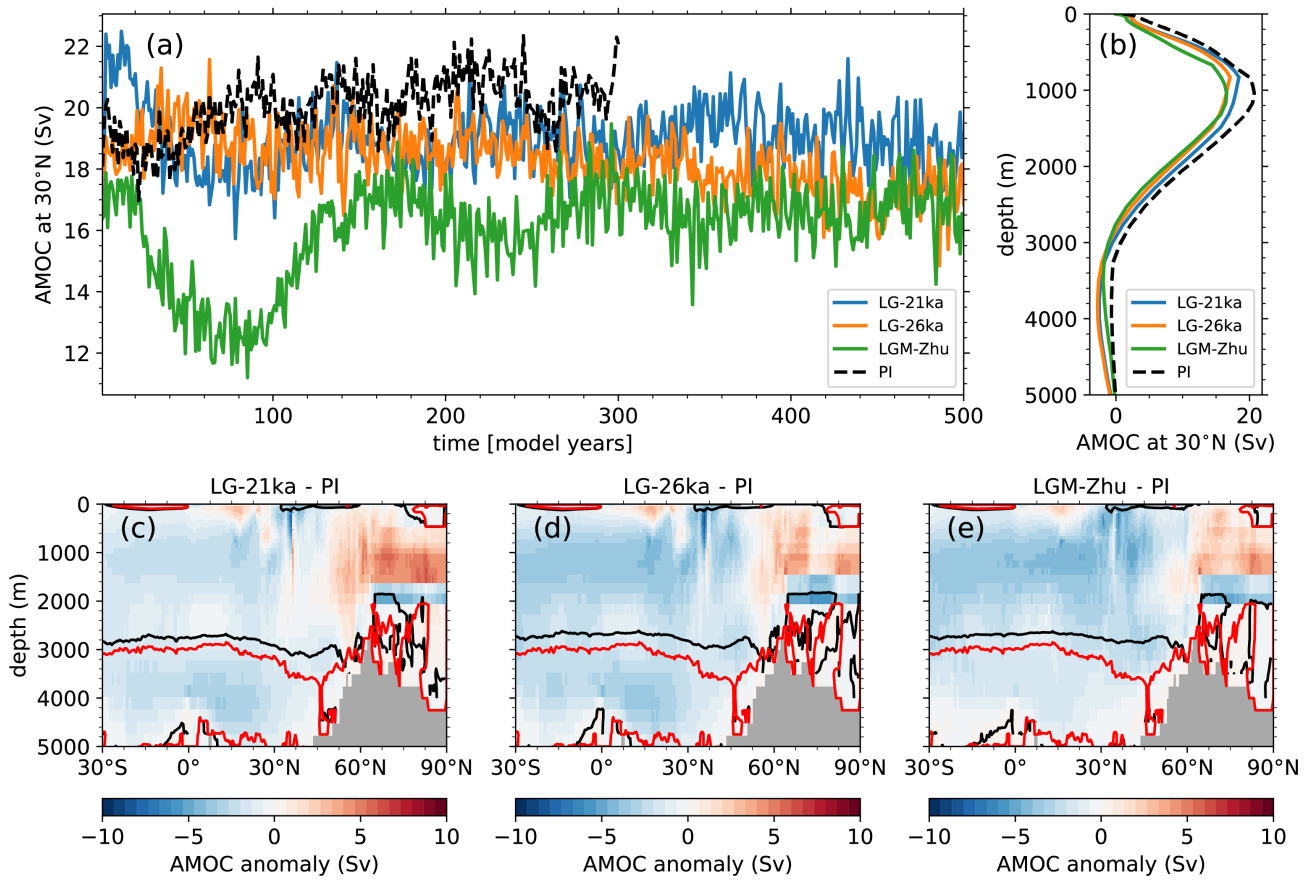 (a)
AMOC at 30°N (Sv)
22
20
18
16
14
12
100
200
300
400
500
time [model years]
LG-21ka
LG-26ka
LGM-Zhu
PI
(b)
depth (m)
0
1000
2000
3000
4000
5000
0
10
20
AMOC at 30°N (Sv)
LG-21ka
LG-26ka
LGM-Zhu
PI
LG-21ka - PI
(c)
depth (m)
0
1000
2000
3000
4000
5000
30°S
0°
30°N
60°N
90°N
LG-26ka - PI
(d)
30°S
0°
30°N
60°N
90°N
LGM-Zhu - PI
(e)
30°S
0°
30°N
60°N
90°N
−10
−5
0
5
10
AMOC anomaly (Sv)
−10
−5
0
5
10
AMOC anomaly (Sv)
−10
−5
0
5
10
AMOC anomaly (Sv)